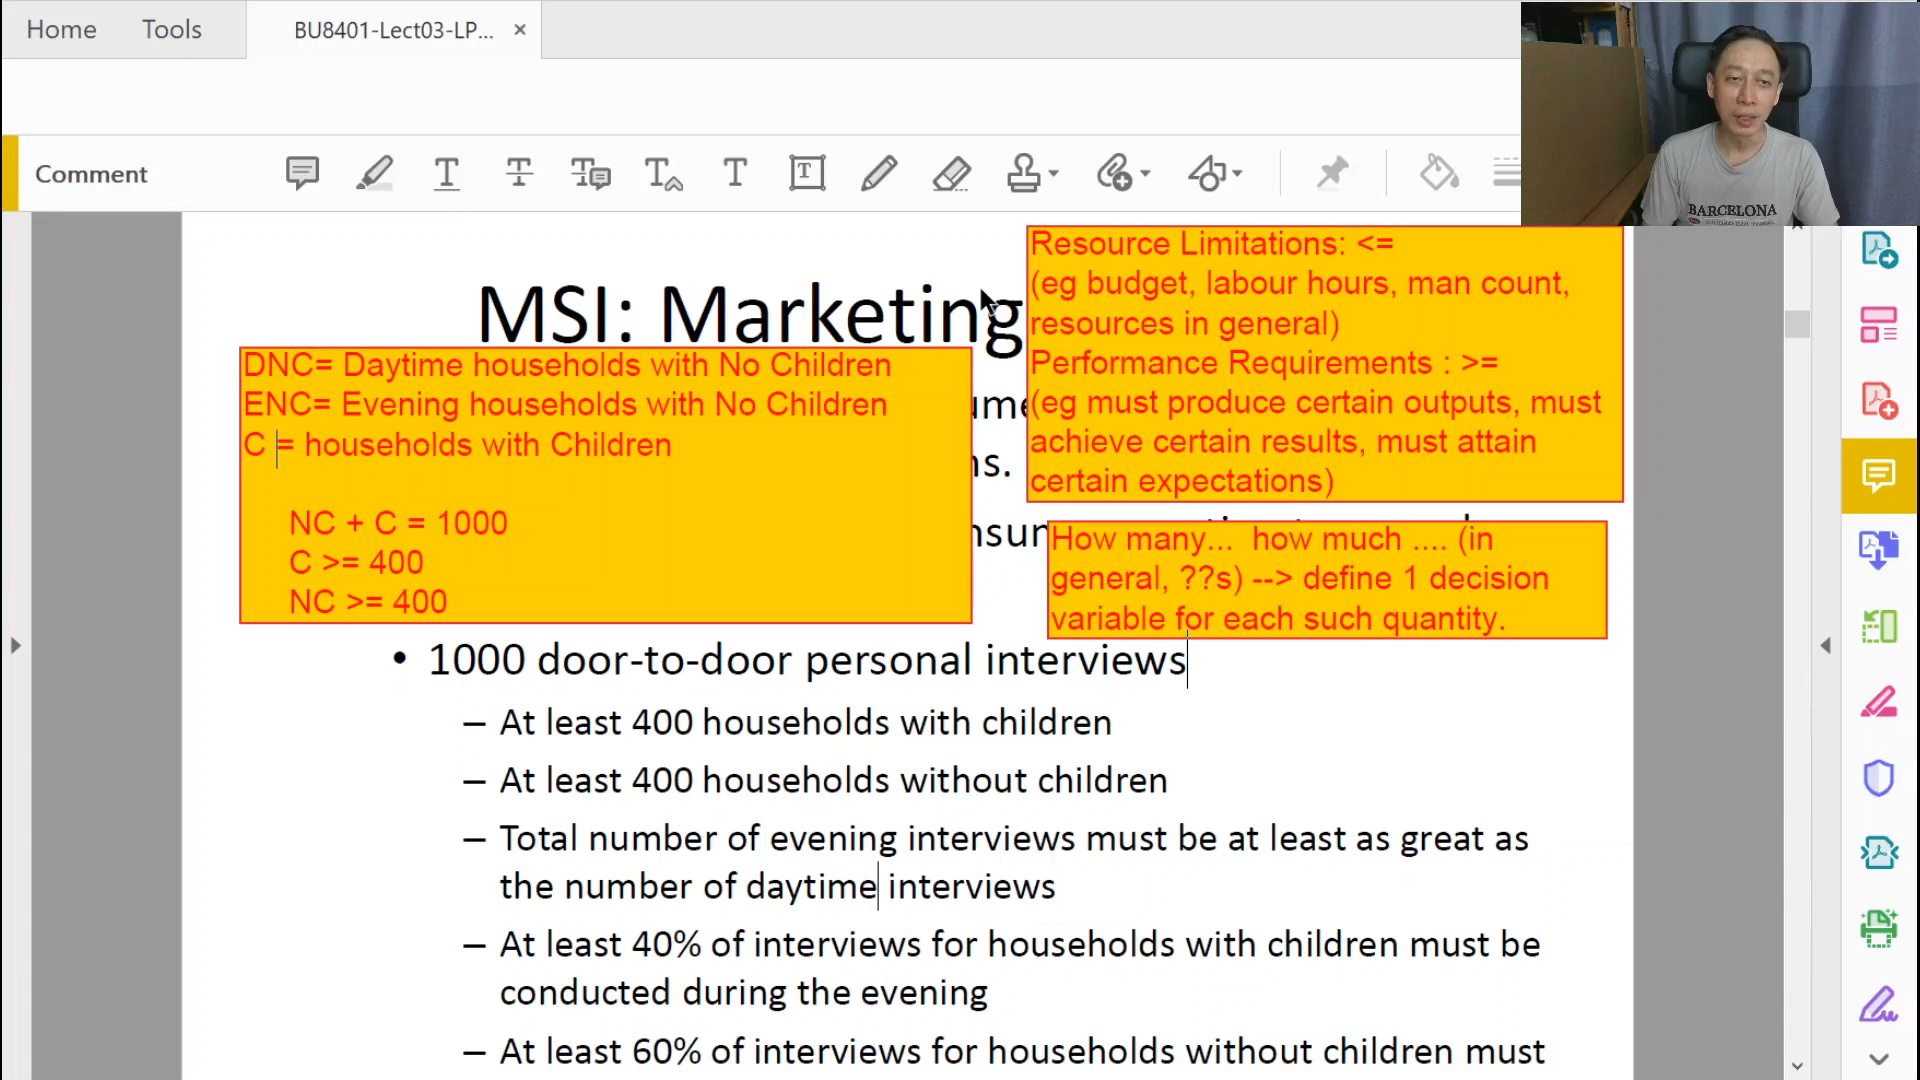 Home
Tools
BU8401-Lect03-LP...
Comment
BARCELONA
MSI: Marketing
Resource Limitations: <=
(eg budget, labour hours, man count,
resources in general)
Performance Requirements : >=
(eg must produce certain outputs, must
achieve certain results, must attain
certain expectations)
DNC= Daytime households with No Children
ENC= Evening households with No Children
C = households with Children
NC + C = 1000
C >= 400
NC >= 400
How many... how much .... (in
general, ??s) --> define 1 decision
variable for each such quantity.
• 1000 door-to-door personal interviews
– At least 400 households with children
– At least 400 households without children
– Total number of evening interviews must be at least as great as
the number of daytime interviews
– At least 40% of interviews for households with children must be
conducted during the evening
– At least 60% of interviews for households without children must